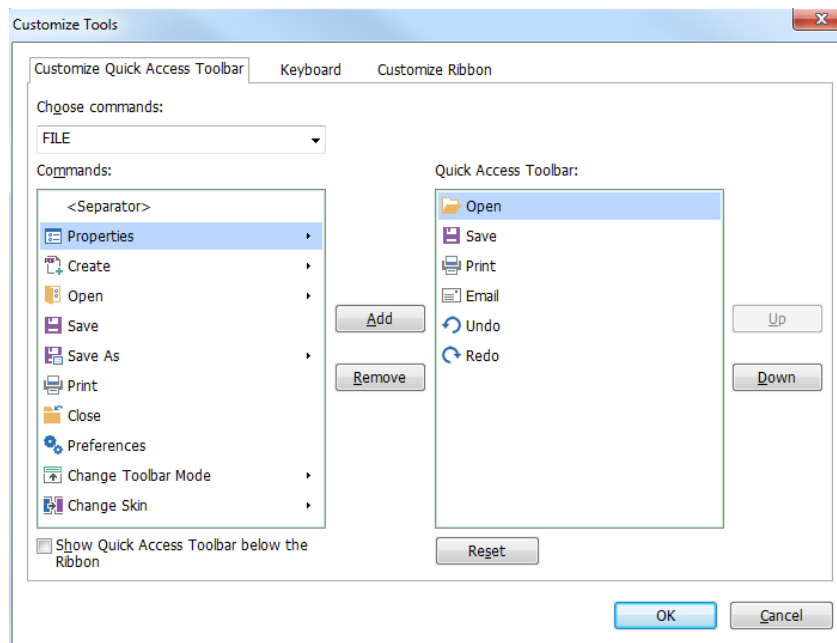 Customize Tools
Customize Quick Access Toolbar
Keyboard
Customize Ribbon
Choose commands:
FILE
Commands:
<Separator>
Properties
Create
Open
Save
Save As
Print
Close
Preferences
Change Toolbar Mode
Change Skin
Show Quick Access Toolbar below the
Ribbon
Add
Remove
Quick Access Toolbar:
Open
Save
Print
Email
Undo
Redo
Reset
Up
Down
OK
Cancel